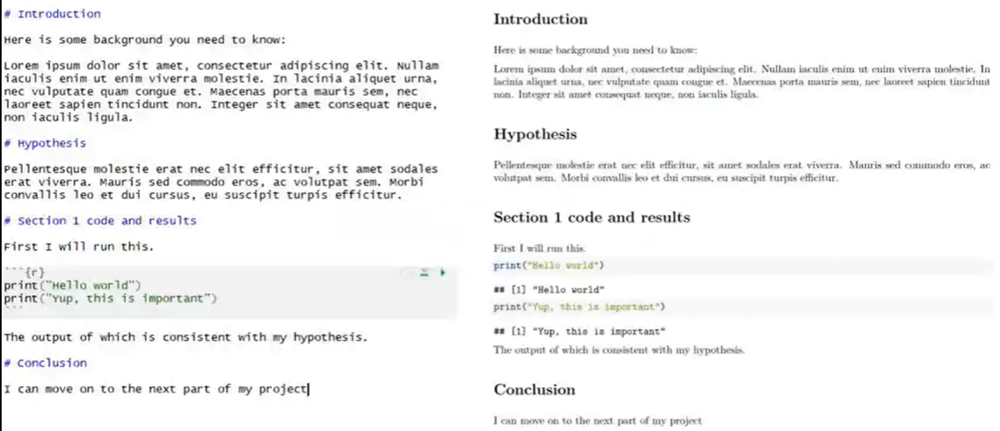 # Introduction
Here is some background you need to know:
Lorem ipsum dolor sit amet, consectetur adipiscing elit. Nullam
iaculis enim ut enim viverra molestie. In lacinia aliquet urna,
nec vulputate quam congue et. Maecenas porta mauris sem, nec
laoreet sapien tincidunt non. Integer sit amet consequat neque,
non iaculis ligula.
# Hypothesis
Pellentesque molestie erat nec elit efficitur, sit amet sodales
erat viverra. Mauris sed commodo eros, ac volutpat sem. Morbi
convallis leo et dui cursus, eu suscipit turpis efficitur.
# Section 1 code and results
First I will run this.
```{r}
print("Hello world")
print("Yup, this is important")
```
The output of which is consistent with my hypothesis.
# Conclusion
I can move on to the next part of my project
Introduction
Here is some background you need to know:
Lorem ipsum dolor sit amet, consectetur adipiscing elit. Nullam iaculis enim ut enim viverra molestie. In
lacinia aliquet urna, nec vulputate quam congue et. Maecenas porta mauris sem, nec laoreet sapien tincidunt
non. Integer sit amet consequat neque, non iaculis ligula.
Hypothesis
Pellentesque molestie erat nec elit efficitur, sit amet sodales erat viverra. Mauris sed commodo eros, ac
volutpat sem. Morbi convallis leo et dui cursus, eu suscipit turpis efficitur.
Section 1 code and results
First I will run this.
print("Hello world")
## [1] "Hello world"
print("Yup, this is important")
## [1] "Yup, this is important"
The output of which is consistent with my hypothesis.
Conclusion
I can move on to the next part of my project